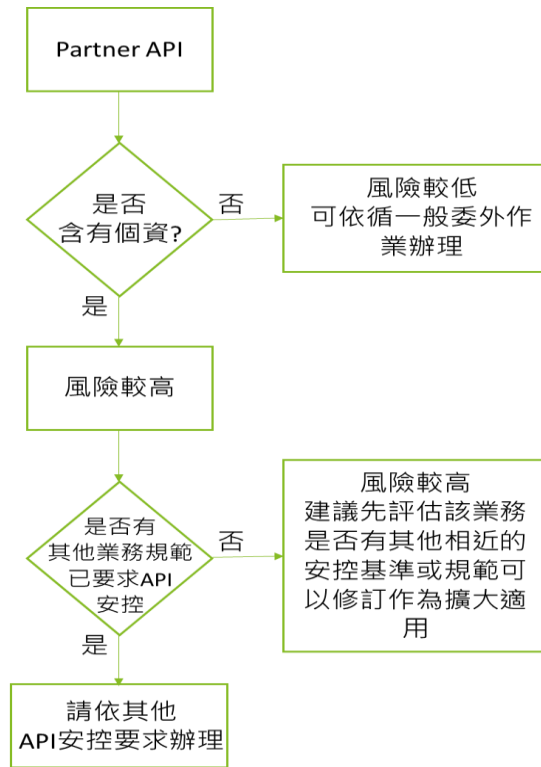 Partner API
是否
含有個資?
否
風險較低
可依循一般委外作
業辦理
是
風險較高
是否有
其他業務規範
已要求API
安控
否
風險較高
建議先評估該業務
是否有其他相近的
安控基準或規範可
以修訂作為擴大適
用
是
請依其他
API安控要求辦理